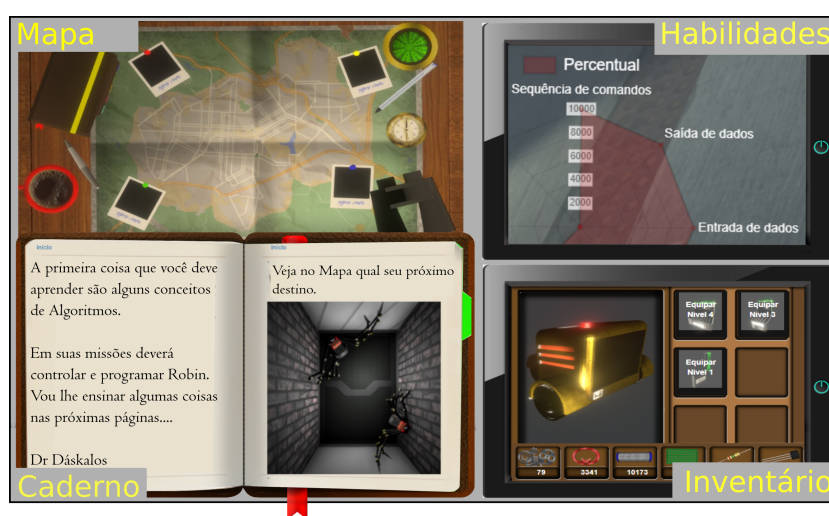 Mapa
Habilidades
Percentual
Sequência de comandos
10000
8000
6000
4000
2000
Saída de dados
Entrada de dados
início
A primeira coisa que você deve
aprender são alguns conceitos
de Algoritmos.
Em suas missões deverá
controlar e programar Robin.
Vou lhe ensinar algumas coisas
nas próximas páginas....
Dr Dáskalos
Caderno
início
Veja no Mapa qual seu próximo
destino.
Equipar
Nivel 4
Equipar
Nivel 3
Equipar
Nivel 1
79
3341
10173
Inventário